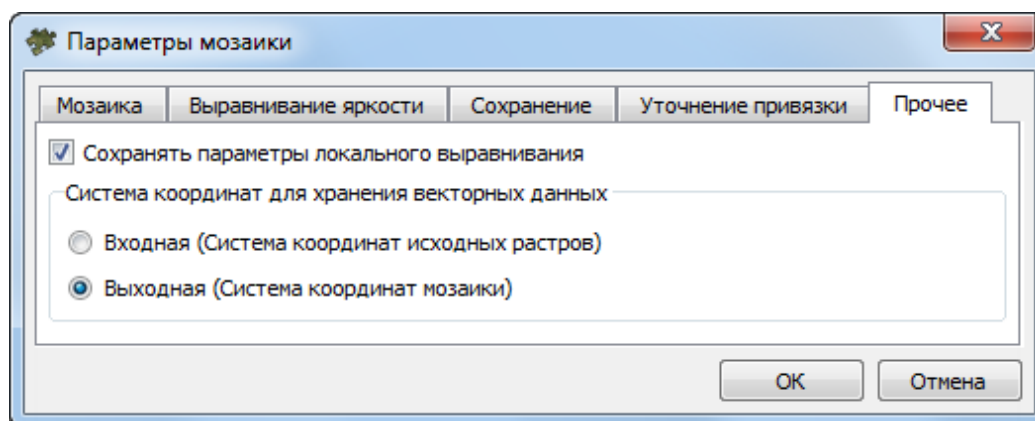 Параметры мозаики
Мозаика Выравнивание яркости Сохранение Уточнение привязки Прочее
Сохранять параметры локального выравнивания
Система координат для хранения векторных данных
Входная (Система координат исходных растров)
Выходная (Система координат мозаики)
ОК Отмена